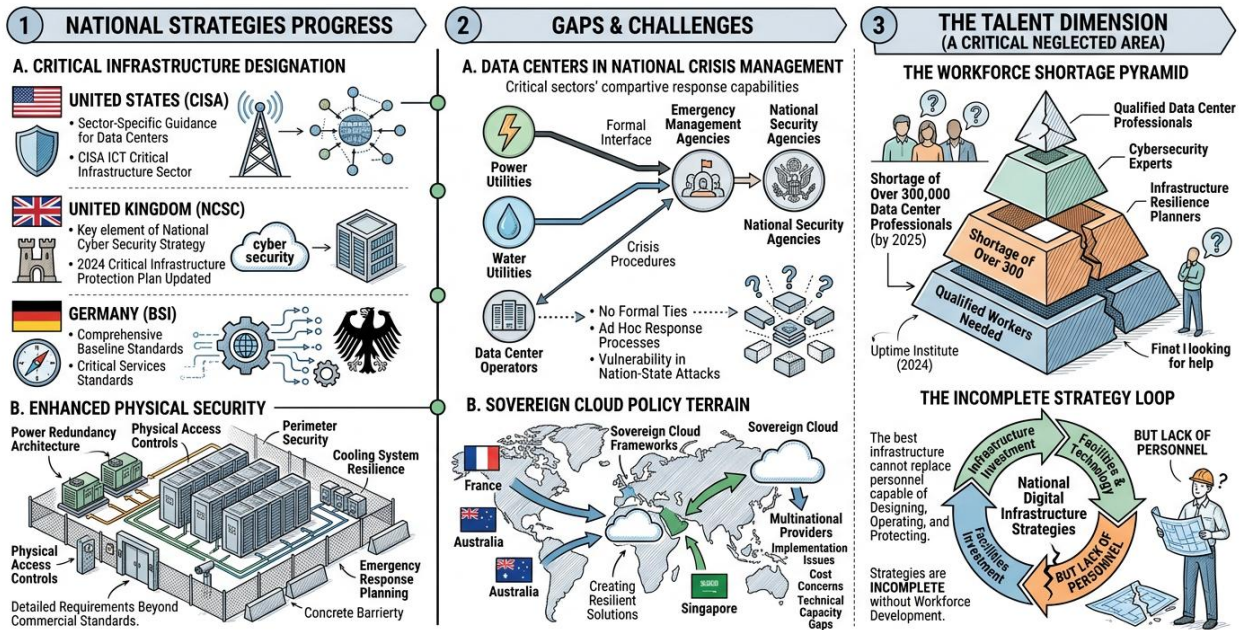 1
NATIONAL STRATEGIES PROGRESS
A. CRITICAL INFRASTRUCTURE DESIGNATION
UNITED STATES (CISA)
• Sector-Specific Guidance
for Data Centers
• CISA ICT Critical
Infrastructure Sector
UNITED KINGDOM (NCSC)
• Key element of National
Cyber Security Strategy
• 2024 Critical Infrastructure
Protection Plan Updated
cyber
security
GERMANY (BSI)
• Comprehensive
Baseline Standards
• Critical Services
Standards
B. ENHANCED PHYSICAL SECURITY
Power Redundancy
Architecture
Physical Access
Controls
Perimeter
Security
Cooling System
Resilience
Physical
Access
Controls
Emergency
Response
Planning
Concrete Barrierty
Detailed Requirements Beyond
Commercial Standards.
2
GAPS & CHALLENGES
A. DATA CENTERS IN NATIONAL CRISIS MANAGEMENT
Critical sectors' compartive response capabilities
Power
Utilities
Formal
Interface
Emergency
Management
Agencies
National
Security
Agencies
National Security
Agencies
Water
Utilities
Crisis
Procedures
Data Center
Operators
• No Formal Ties
• Ad Hoc Response
Processes
• Vulnerability in
Nation-State Attacks
? ? ?
B. SOVEREIGN CLOUD POLICY TERRAIN
Sovereign Cloud
Frameworks
Sovereign Cloud
France
Australia
Australia
Creating
Resilient
Solutions
Singapore
Multinational
Providers
Implementation
Issues
Cost
Concerns
Technical
Capacity
Gaps
3
THE TALENT DIMENSION
(A CRITICAL NEGLECTED AREA)
THE WORKFORCE SHORTAGE PYRAMID
? ?
Qualified Data Center
Professionals
Cybersecurity
Experts
Infrastructure
Resilience
Planners
Shortage of
Over 300,000
Data Center
Professionals
(by 2025)
Shortage of
Over 300
Qualified Workers
Needed
?
Uptime Institute
(2024)
Finot I looking
for help
THE INCOMPLETE STRATEGY LOOP
The best
infrastructure
cannot replace
personnel
capable of
Designing,
Operating, and
Protecting.
Strategies are
INCOMPLETE
without Workforce
Development.
Infrastructure
Investment
Facilities &
Technology
BUT LACK OF
PERSONNEL
Investment
National
Digital
Infrastructure
Strategies
BUT LACK OF
PERSONNEL
?